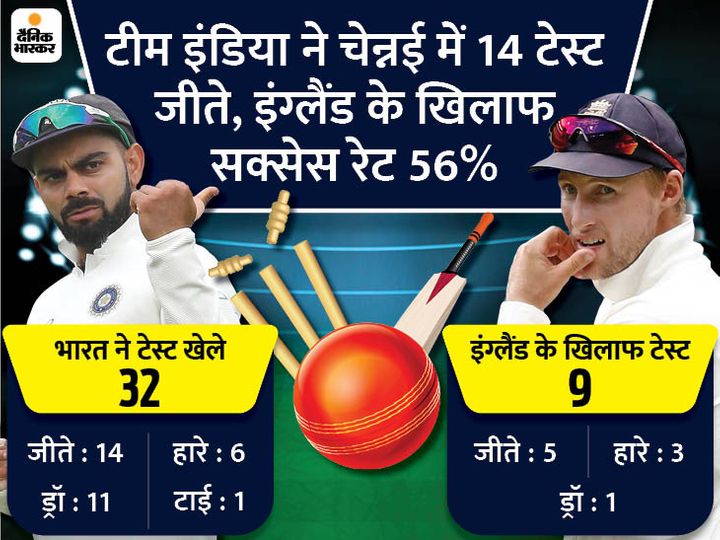 दैनिक
भास्कर
टीम इंडिया ने चेन्नई में 14 टेस्ट
जीते, इंग्लैंड के खिलाफ
सक्सेस रेट 56%
भारत ने टेस्ट खेले
32
जीते : 14
हारे : 6
ड्रॉ : 11
टाई : 1
इंग्लैंड के खिलाफ टेस्ट
9
जीते : 5
हारे : 3
ड्रॉ : 1